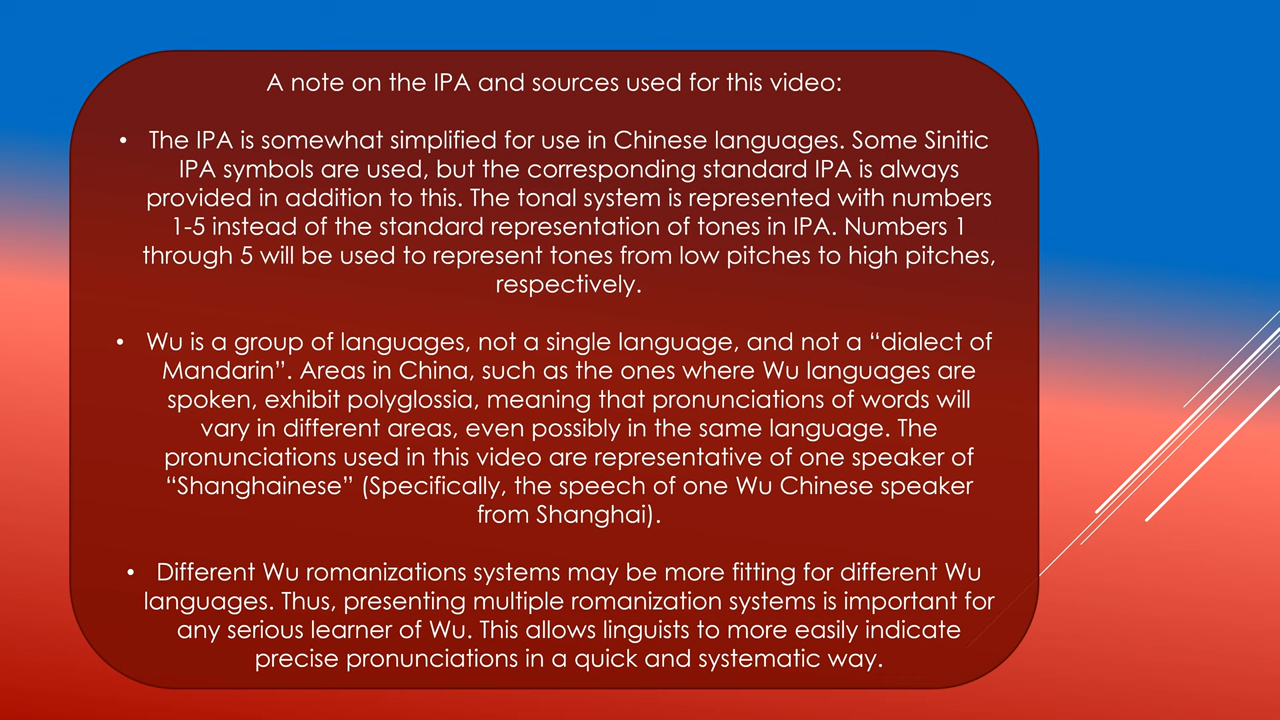 A note on the IPA and sources used for this video:
• The IPA is somewhat simplified for use in Chinese languages. Some Sinitic
IPA symbols are used, but the corresponding standard IPA is always
provided in addition to this. The tonal system is represented with numbers
1-5 instead of the standard representation of tones in IPA. Numbers 1
through 5 will be used to represent tones from low pitches to high pitches,
respectively.
• Wu is a group of languages, not a single language, and not a “dialect of
Mandarin”. Areas in China, such as the ones where Wu languages are
spoken, exhibit polyglossia, meaning that pronunciations of words will
vary in different areas, even possibly in the same language. The
pronunciations used in this video are representative of one speaker of
“Shanghainese” (Specifically, the speech of one Wu Chinese speaker
from Shanghai).
• Different Wu romanizations systems may be more fitting for different Wu
languages. Thus, presenting multiple romanization systems is important for
any serious learner of Wu. This allows linguists to more easily indicate
precise pronunciations in a quick and systematic way.